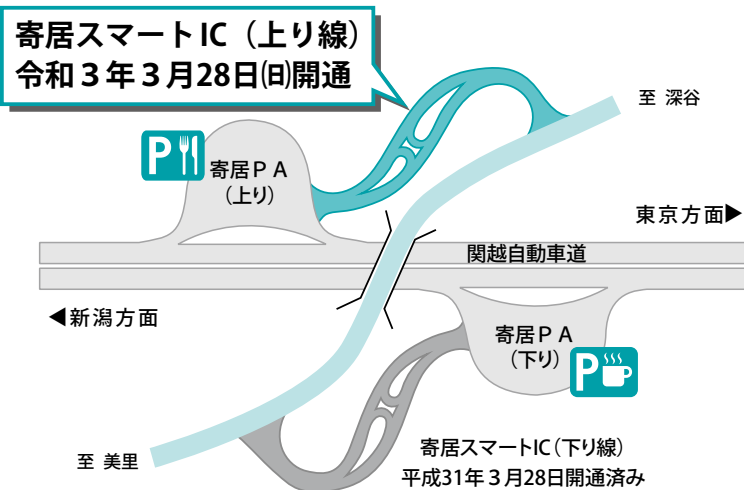 寄居スマートIC（上り線）
令和３年３月28日㈰開通
至 深谷
P
寄居ＰＡ
（上り）
東京方面▶
関越自動車道
◀新潟方面
寄居ＰＡ
（下り）
P
至 美里
寄居スマートIC（下り線）
平成31年３月28日開通済み